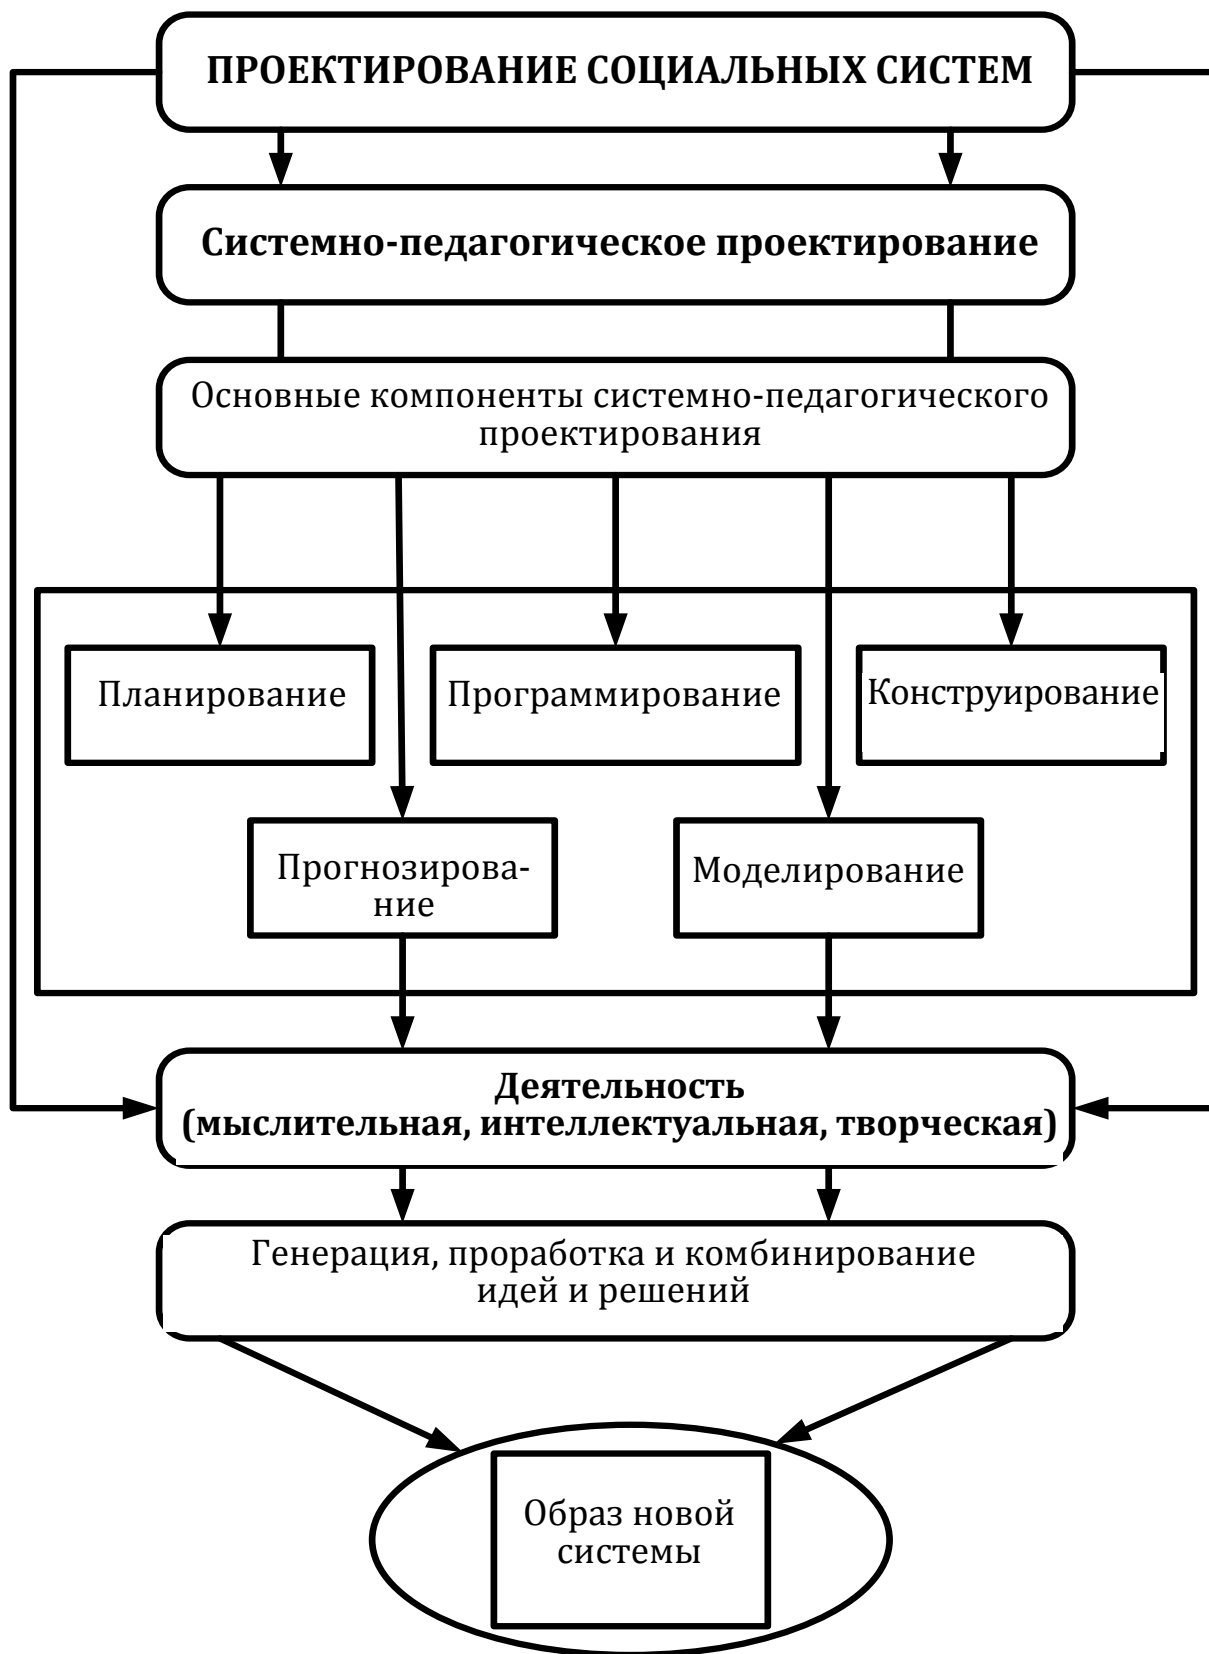 ПРОЕКТИРОВАНИЕ СОЦИАЛЬНЫХ СИСТЕМ
Системно-педагогическое проектирование
Основные компоненты системно-педагогического
проектирования
Планирование
Программирование
Конструирование
Прогнозирова-
ние
Моделирование
Деятельность
(мыслительная, интеллектуальная, творческая)
Генерация, проработка и комбинирование
идей и решений
Образ новой
системы